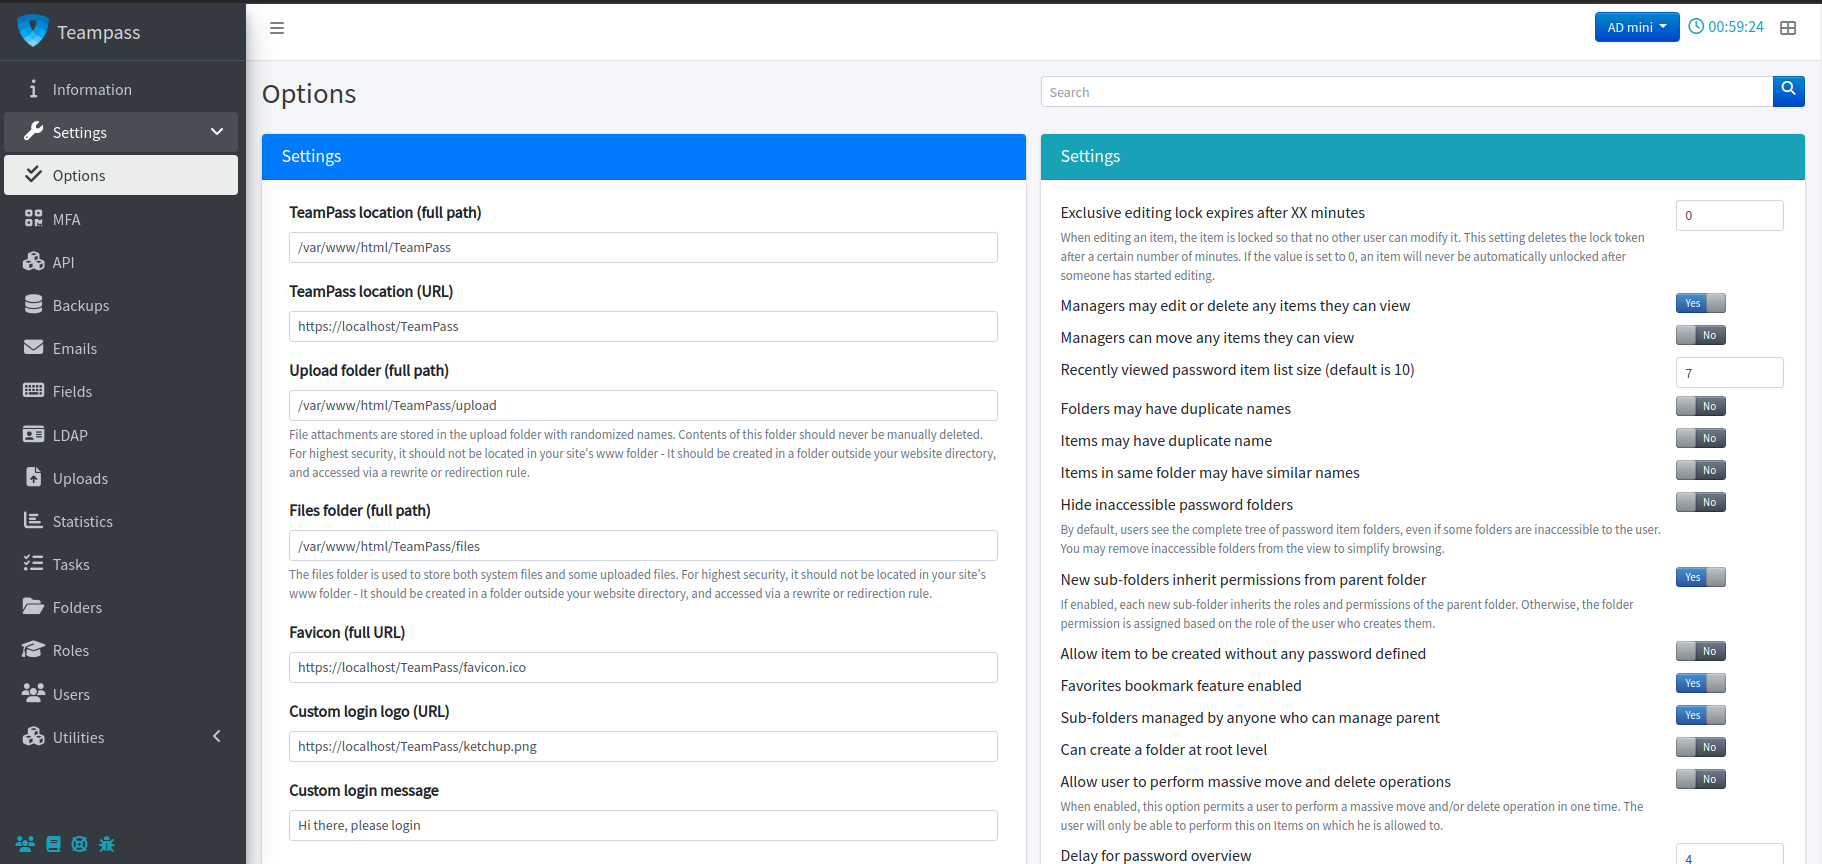 Teampass
AD mini
00:59:24
Information
Settings
Options
MFA
API
Backups
Emails
Fields
LDAP
Uploads
Statistics
Tasks
Folders
Roles
Users
Utilities
Options
Search
Settings
TeamPass location (full path)
/var/www/html/TeamPass
TeamPass location (URL)
https://localhost/TeamPass
Upload folder (full path)
/var/www/html/TeamPass/upload
File attachments are stored in the upload folder with randomized names. Contents of this folder should never be manually deleted.
For highest security, it should not be located in your site's www folder - It should be created in a folder outside your website directory,
and accessed via a rewrite or redirection rule.
Files folder (full path)
/var/www/html/TeamPass/files
The files folder is used to store both system files and some uploaded files. For highest security, it should not be located in your site's
www folder - It should be created in a folder outside your website directory, and accessed via a rewrite or redirection rule.
Favicon (full URL)
https://localhost/TeamPass/favicon.ico
Custom login logo (URL)
https://localhost/TeamPass/ketchup.png
Custom login message
Hi there, please login
Settings
Exclusive editing lock expires after XX minutes
0
When editing an item, the item is locked so that no other user can modify it. This setting deletes the lock token
after a certain number of minutes. If the value is set to 0, an item will never be automatically unlocked after
someone has started editing.
Managers may edit or delete any items they can view
Yes
Managers can move any items they can view
No
Recently viewed password item list size (default is 10)
7
Folders may have duplicate names
No
Items may have duplicate name
No
Items in same folder may have similar names
No
Hide inaccessible password folders
No
By default, users see the complete tree of password item folders, even if some folders are inaccessible to the user.
You may remove inaccessible folders from the view to simplify browsing.
New sub-folders inherit permissions from parent folder
Yes
If enabled, each new sub-folder inherits the roles and permissions of the parent folder. Otherwise, the folder
permission is assigned based on the role of the user who creates them.
Allow item to be created without any password defined
No
Favorites bookmark feature enabled
Yes
Sub-folders managed by anyone who can manage parent
Yes
Can create a folder at root level
No
Allow user to perform massive move and delete operations
No
When enabled, this option permits a user to perform a massive move and/or delete operation in one time. The
user will only be able to perform this on Items on which he is allowed to.
Delay for password overview
4